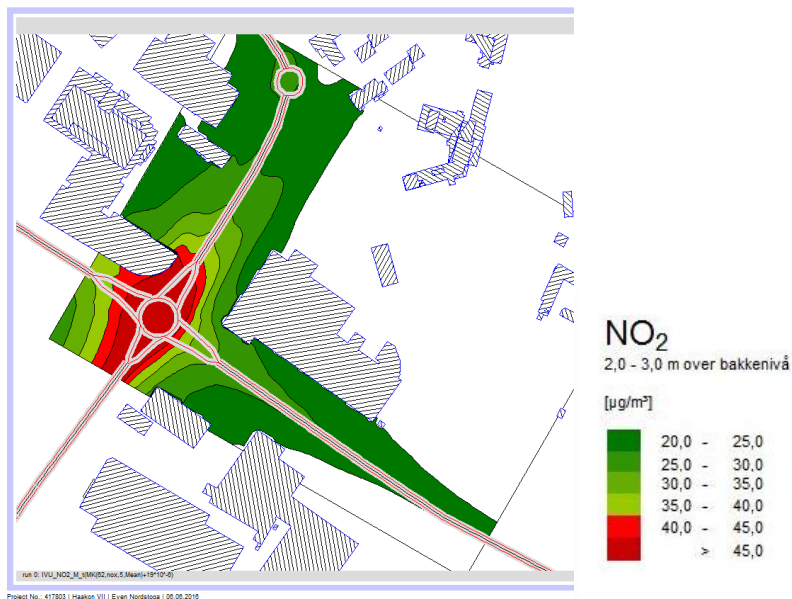 NO2
2,0 - 3,0 m over bakkenivå
[µg/m³]
20,0 - 25,0
25,0 - 30,0
30,0 - 35,0
35,0 - 40,0
40,0 - 45,0
> 45,0
run 0: IVU_NO2_M_t(MK(62,nox,5,Mean)+19*10^-6)
Project No.: 417803 | Haakon VII | Even Nordstoga | 06.06.2016